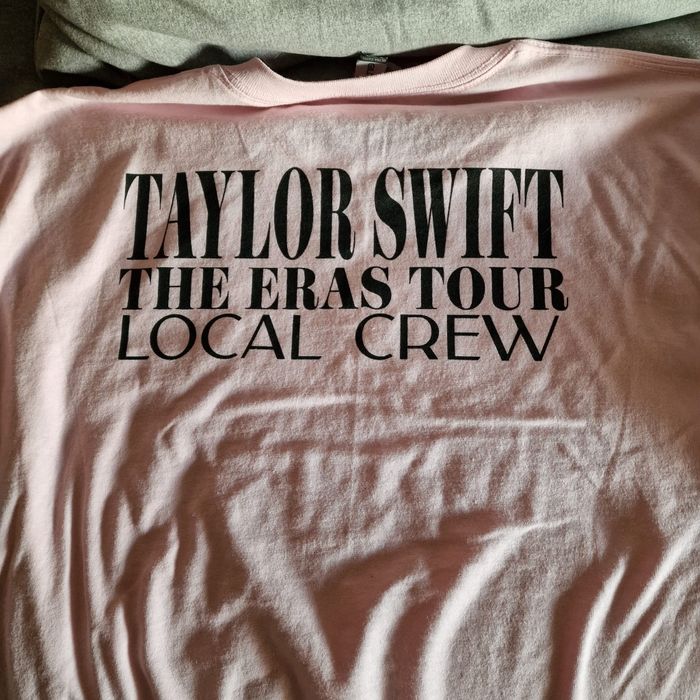 TAYLOR SWIFT
THE ERAS TOUR
LOCAL CREW